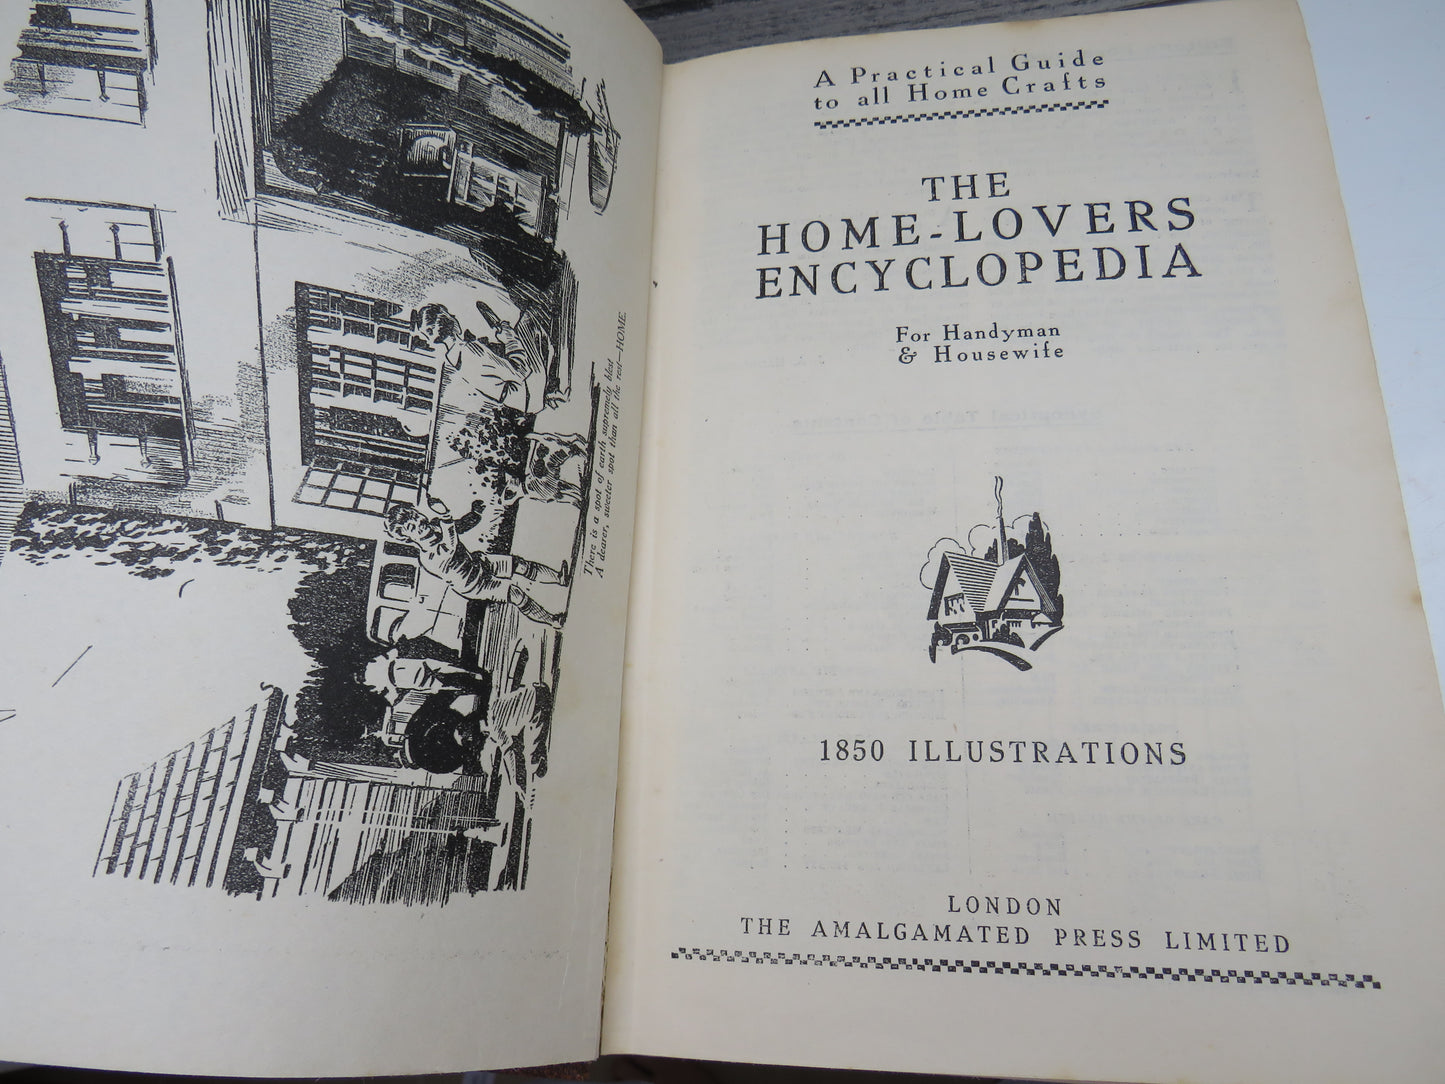 There is a spot of earth supremely blest
A dearer, sweeter spot than all the rest—HOME.
A Practical Guide
to all Home Crafts
THE
HOME-LOVERS
ENCYCLOPEDIA
For Handyman
& Housewife
1850 ILLUSTRATIONS
LONDON
THE AMALGAMATED PRESS LIMITED